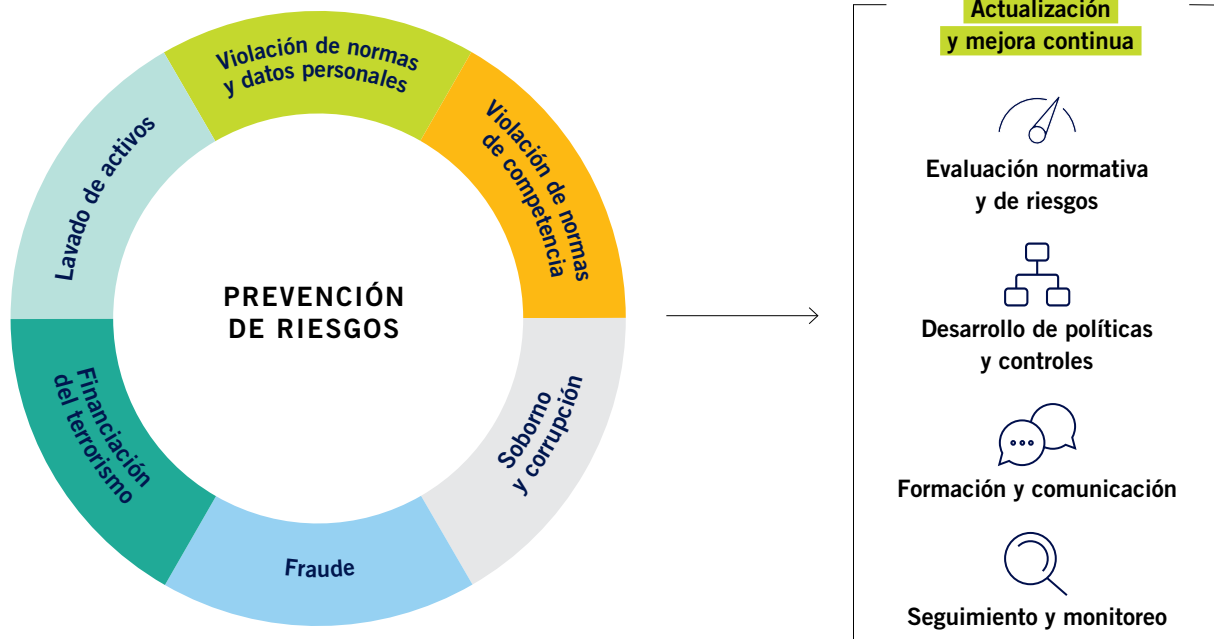 Violación de normas
y datos personales
Violación de normas
de competencia
Soborno
y corrupción
Fraude
Financiación
del terrorismo
Lavado de activos
PREVENCIÓN
DE RIESGOS
Actualización
y mejora continua
Evaluación normativa
y de riesgos
Desarrollo de políticas
y controles
Formación y comunicación
Seguimiento y monitoreo